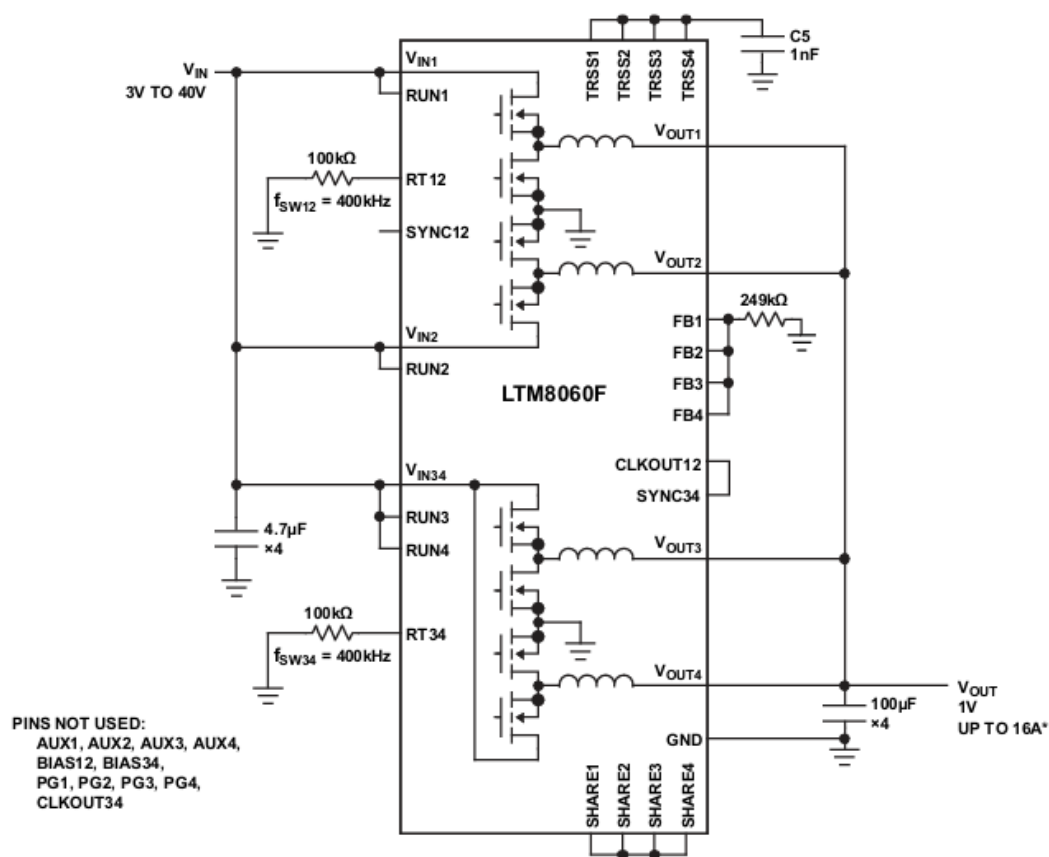 TRSS1
TRSS2
TRSS3
TRSS4
C5
1nF
VIN
3V TO 40V
VIN1
RUN1
VOUT1
100kΩ
RT12
fSW12 = 400kHz
SYNC12
VOUT2
249kΩ
FB1
FB2
FB3
FB4
VIN2
RUN2
LTM8060F
CLKOUT12
SYNC34
VIN34
RUN3
RUN4
4.7µF
×4
VOUT3
100kΩ
RT34
fSW34 = 400kHz
VOUT4
100µF
×4
VOUT
1V
UP TO 16A*
GND
PINS NOT USED:
AUX1, AUX2, AUX3, AUX4,
BIAS12, BIAS34,
PG1, PG2, PG3, PG4,
CLKOUT34
SHARE1
SHARE2
SHARE3
SHARE4